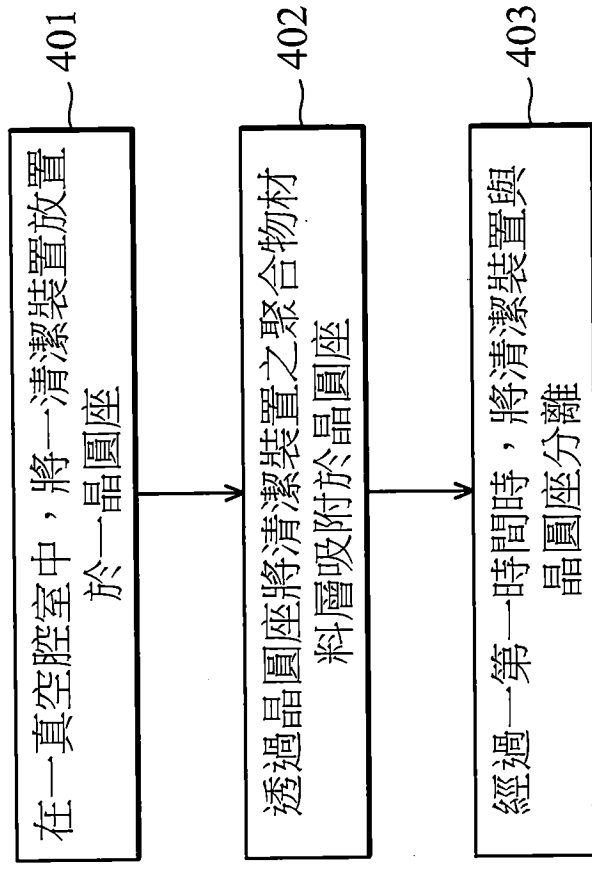 在一真空腔室中，將一清潔裝置放置
於一晶圓座
401
透過晶圓座將清潔裝置之聚合物材
料層吸附於晶圓座
402
經過一第一時間時，將清潔裝置與
晶圓座分離
403